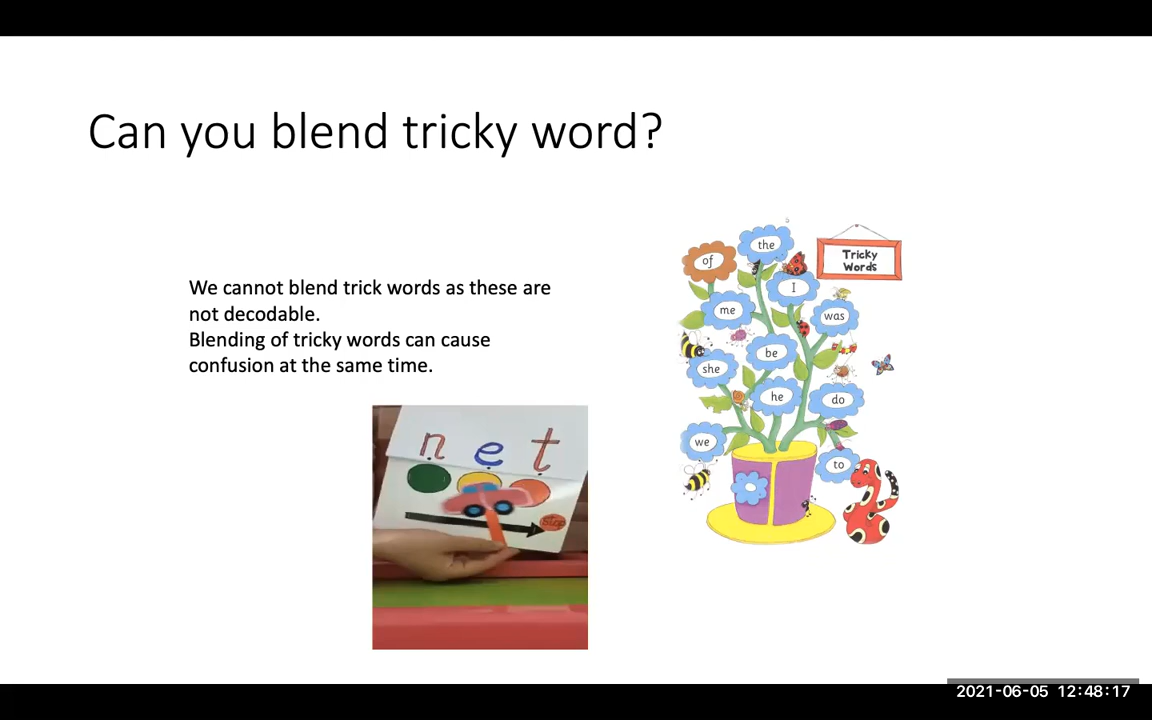 Can you blend tricky word?
We cannot blend trick words as these are
not decodable.
Blending of tricky words can cause
confusion at the same time.
n e t
Stop
Tricky
Words
the
of
I
me
was
be
she
he
do
we
to
2021-06-05 12:48:17